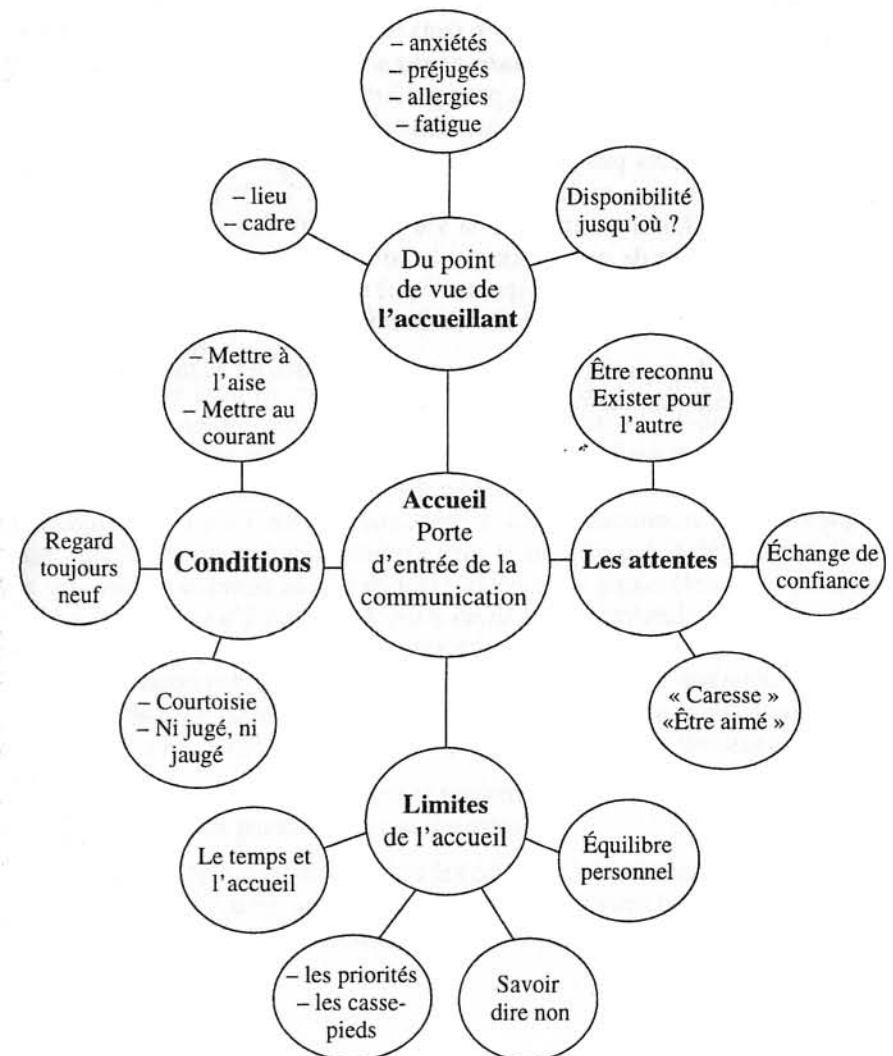 – anxiétés
– préjugés
– allergies
– fatigue
– lieu
– cadre
Disponibilité
jusqu'où ?
Du point
de vue de
l'accueillant
– Mettre à
l'aise
– Mettre au
courant
Être reconnu
Exister pour
l'autre
Regard
toujours
neuf
Conditions
Accueil
Porte
d'entrée de la
communication
Les attentes
Échange de
confiance
– Courtoisie
– Ni jugé, ni
jaugé
« Caresse »
«Être aimé »
Limites
de l'accueil
Le temps et
l'accueil
Équilibre
personnel
– les priorités
– les casse-
pieds
Savoir
dire non